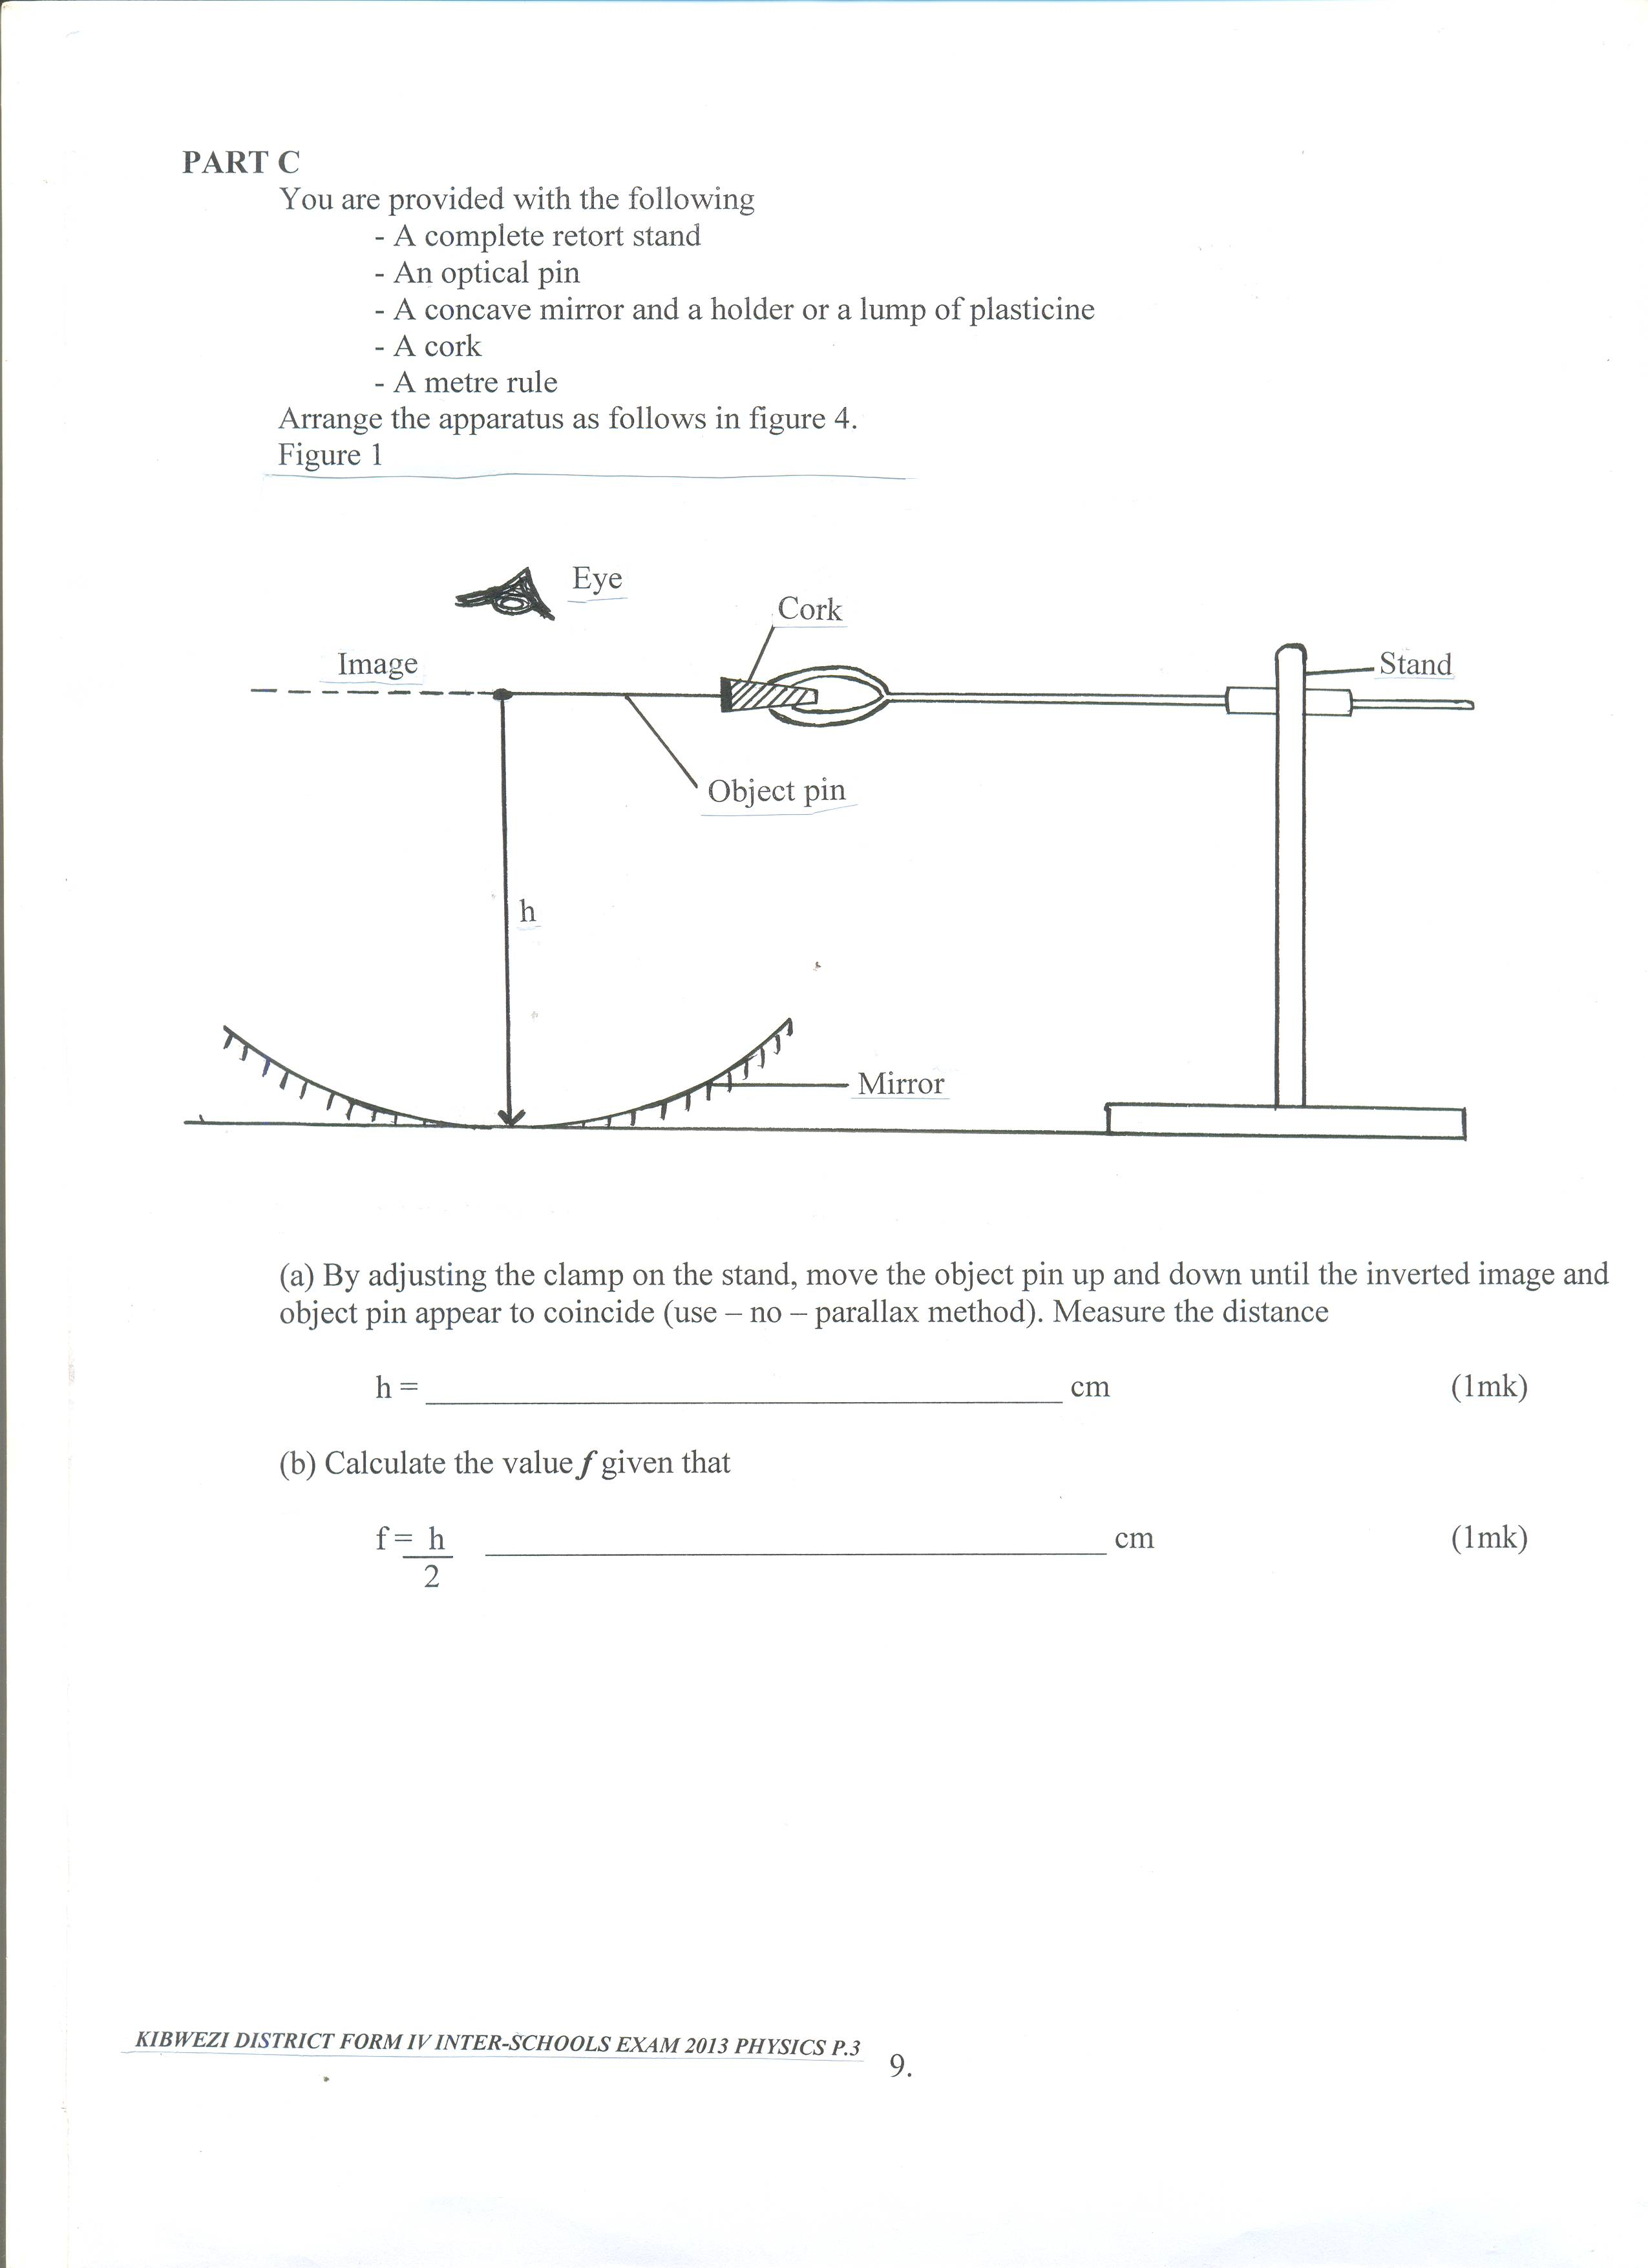 PART C
You are provided with the following
- A complete retort stand
- An optical pin
- A concave mirror and a holder or a lump of plasticine
- A cork
- A metre rule
Arrange the apparatus as follows in figure 4.
Figure 1
Eye
Cork
Image
Stand
Object pin
h
Mirror
(a) By adjusting the clamp on the stand, move the object pin up and down until the inverted image and
object pin appear to coincide (use – no – parallax method). Measure the distance
h = ______________________ cm (1mk)
(b) Calculate the value f given that
f = h ______________________ cm (1mk)
2
KIBWEZI DISTRICT FORM IV INTER-SCHOOLS EXAM 2013 PHYSICS P.3
9.